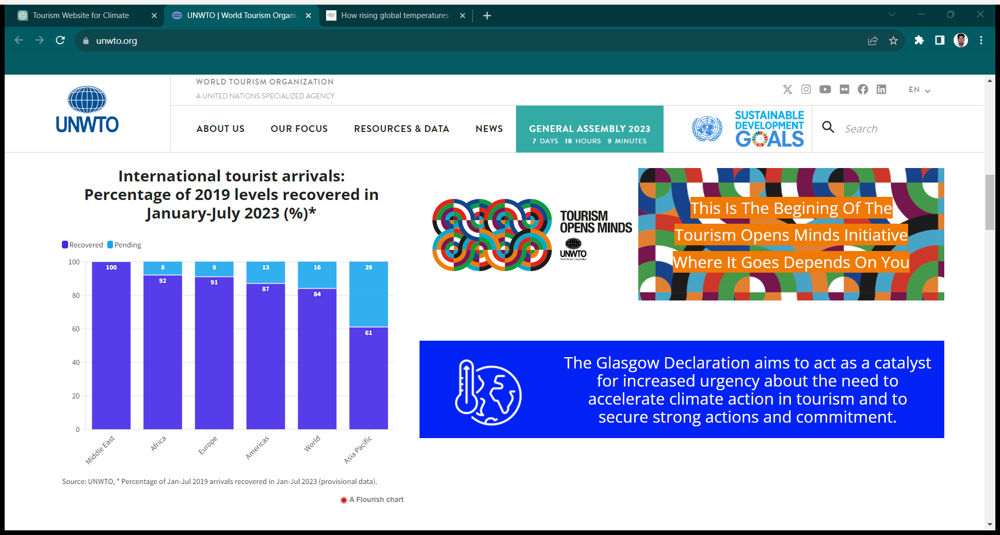 Tourism Website for Climate
UNWTO | World Tourism Organi
How rising global temperatures
unwto.org
UNWTO
WORLD TOURISM ORGANIZATION
A UNITED NATIONS SPECIALIZED AGENCY
EN
ABOUT US
OUR FOCUS
RESOURCES & DATA
NEWS
GENERAL ASSEMBLY 2023
7 DAYS 18 HOURS 9 MINUTES
SUSTAINABLE
DEVELOPMENT
GOALS
Search
International tourist arrivals:
Percentage of 2019 levels recovered in
January-July 2023 (%)*
Recovered
Pending
100
80
60
40
20
0
100
8
92
9
91
13
87
16
84
39
61
Middle East
Africa
Europe
Americas
World
Asia Pacific
Source: UNWTO, * Percentage of Jan-Jul 2019 arrivals recovered in Jan-Jul 2023 (provisional data).
A Flourish chart
TOURISM
OPENS MINDS
UNWTO
World Tourism Organization
This Is The Begining Of The
Tourism Opens Minds Initiative
Where It Goes Depends On You
The Glasgow Declaration aims to act as a catalyst
for increased urgency about the need to
accelerate climate action in tourism and to
secure strong actions and commitment.